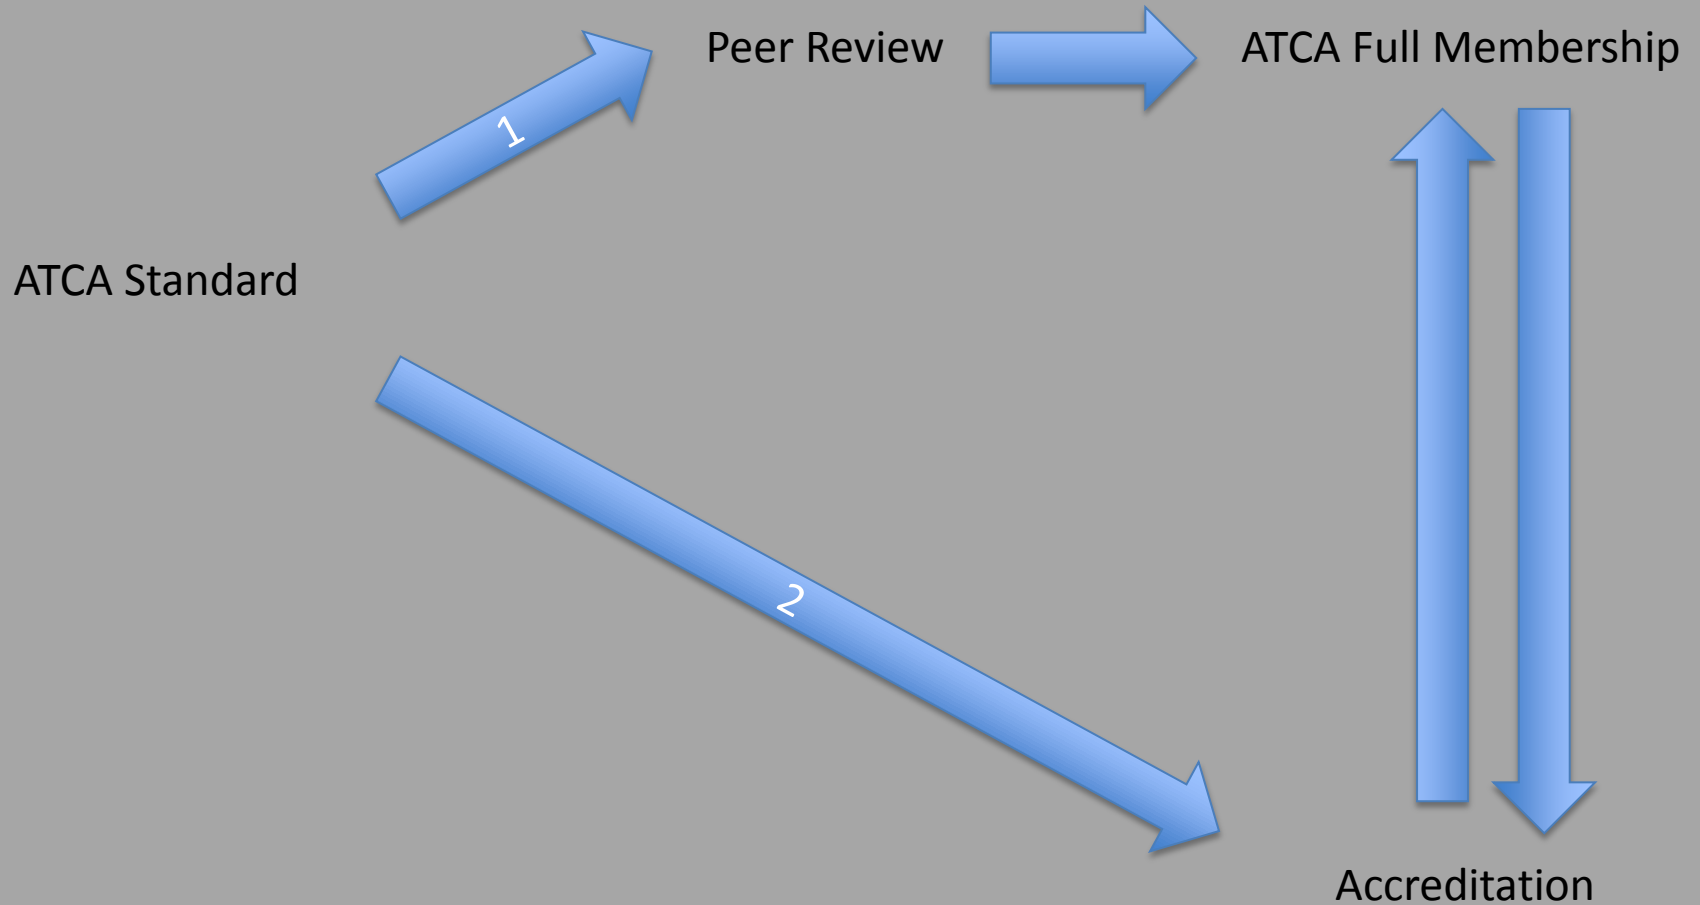 Peer Review
ATCA Full Membership
1
ATCA Standard
2
Accreditation